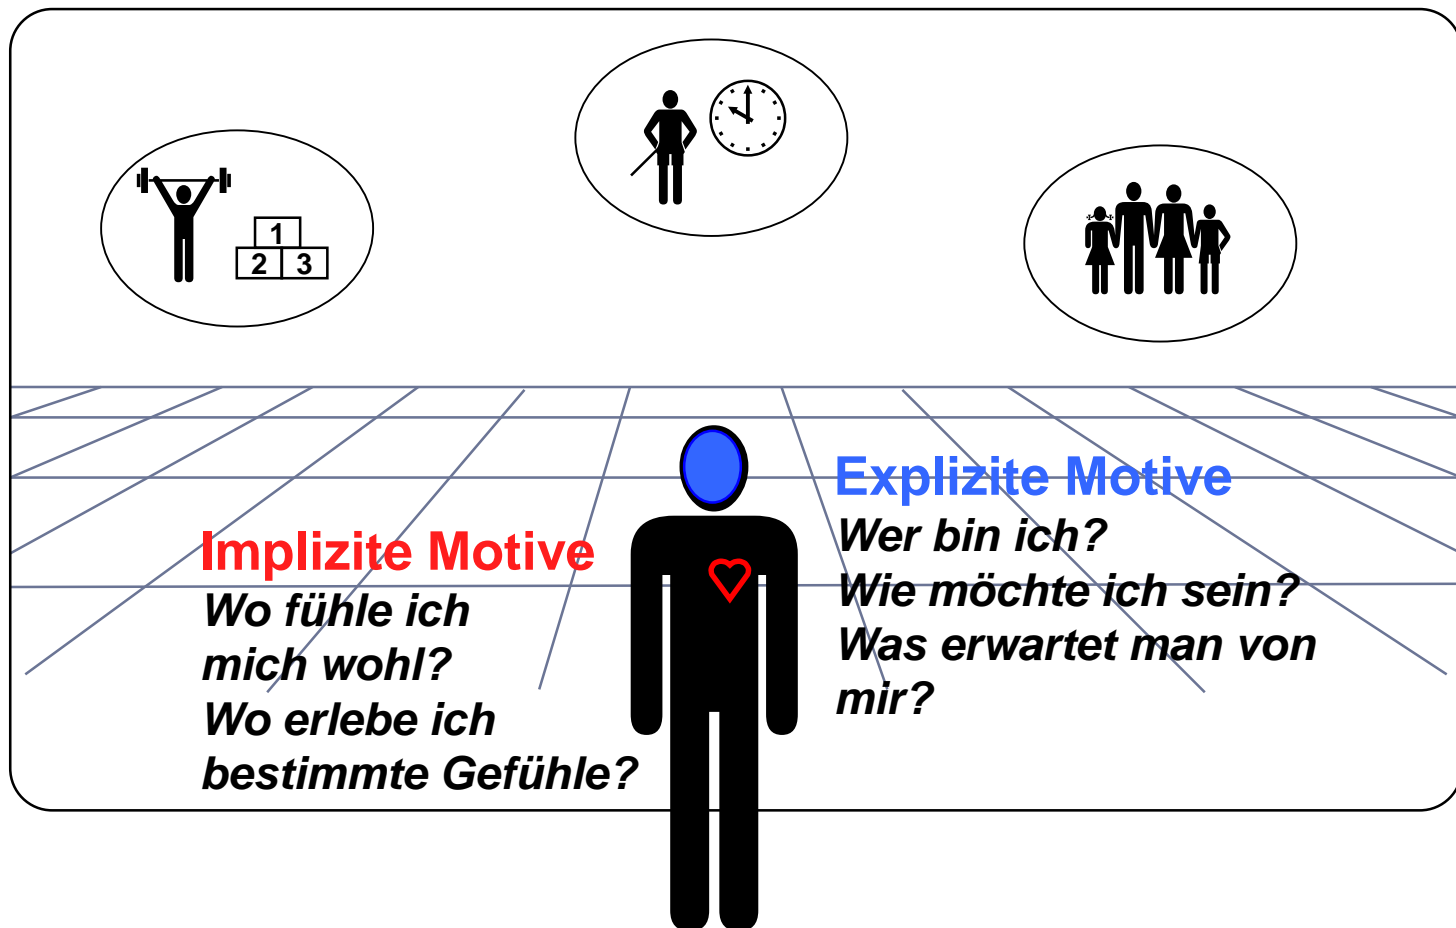 1
2 3
Implizite Motive
Wo fühle ich
mich wohl?
Wo erlebe ich
bestimmte Gefühle?
Explizite Motive
Wer bin ich?
Wie möchte ich sein?
Was erwartet man von
mir?